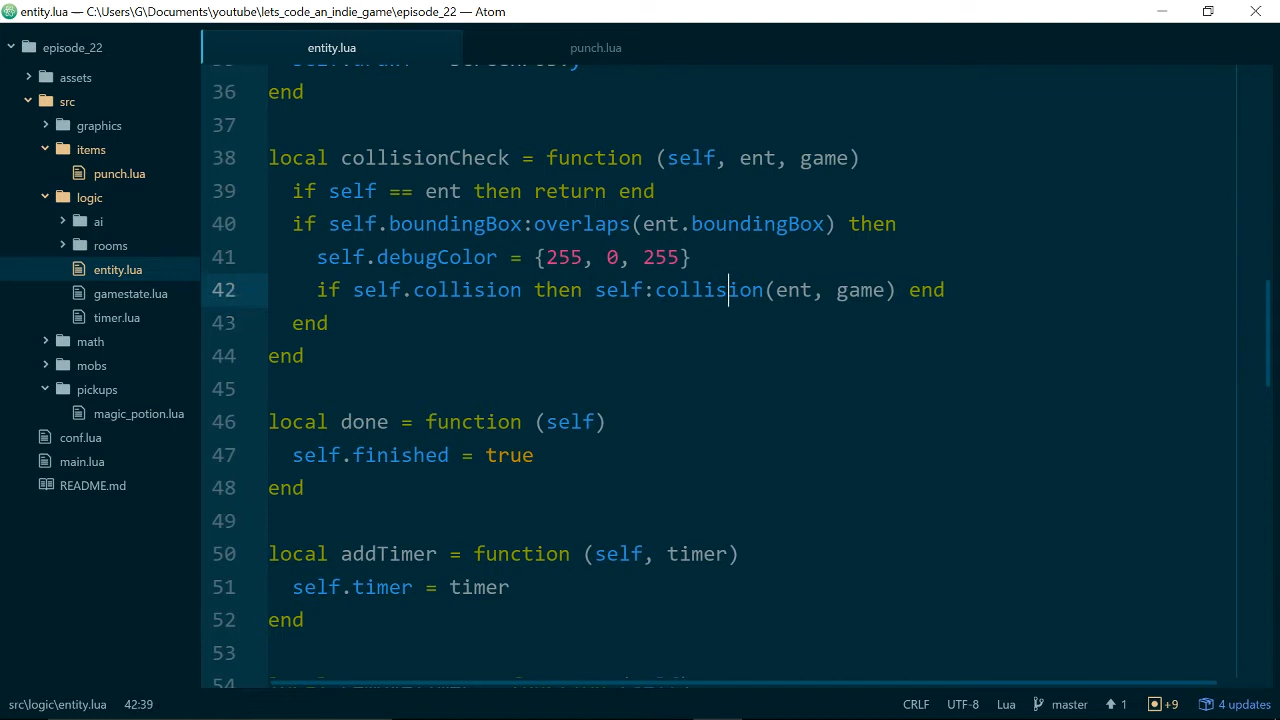 entity.lua — C:\Users\G\Documents\youtube\lets_code_an_indie_game\episode_22 — Atom
episode_22
assets
src
graphics
items
punch.lua
logic
ai
rooms
entity.lua
gamestate.lua
timer.lua
math
mobs
pickups
magic_potion.lua
conf.lua
main.lua
README.md
entity.lua
punch.lua
36 end
37
38 local collisionCheck = function (self, ent, game)
39 if self == ent then return end
40 if self.boundingBox:overlaps(ent.boundingBox) then
41 self.debugColor = {255, 0, 255}
42 if self.collision then self:collision(ent, game) end
43 end
44 end
45
46 local done = function (self)
47 self.finished = true
48 end
49
50 local addTimer = function (self, timer)
51 self.timer = timer
52 end
53
54
src\logic\entity.lua 42:39 CRLF UTF-8 Lua master 1 +9 4 updates